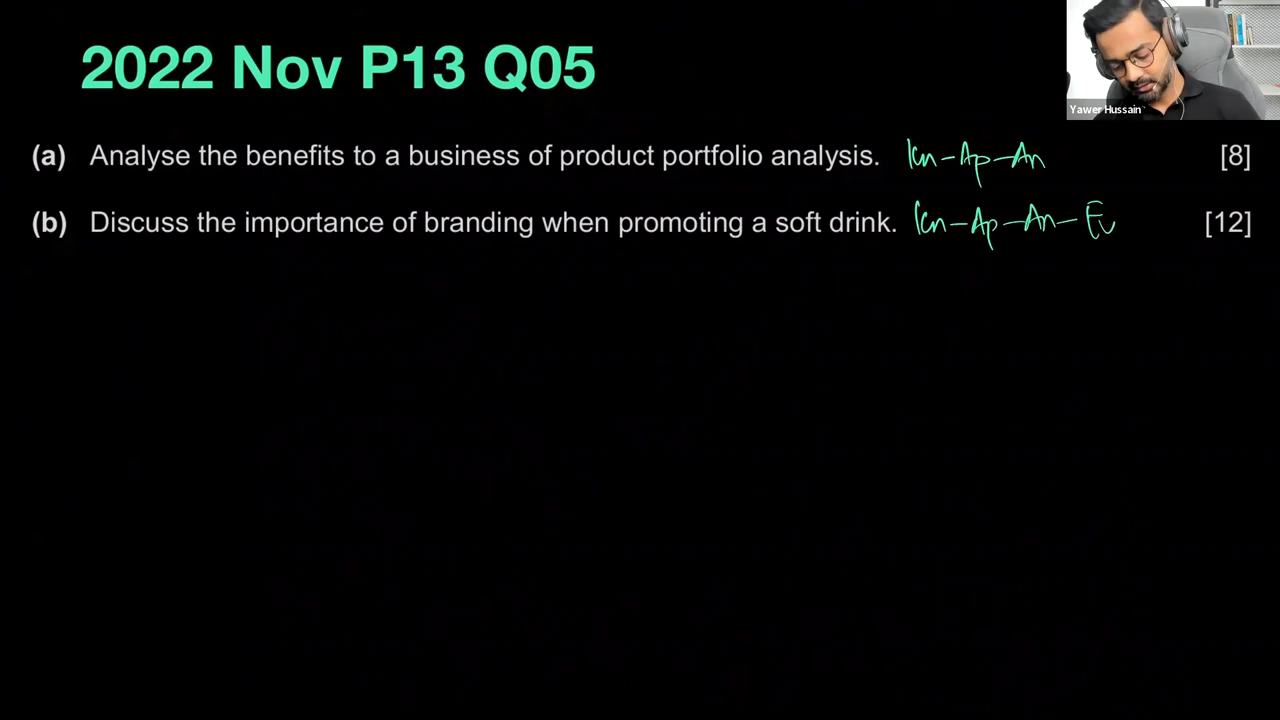 2022 Nov P13 Q05
Yawer Hussain
(a) Analyse the benefits to a business of product portfolio analysis. Kn-Ap-An [8]
(b) Discuss the importance of branding when promoting a soft drink. Kn-Ap-An-Ev [12]